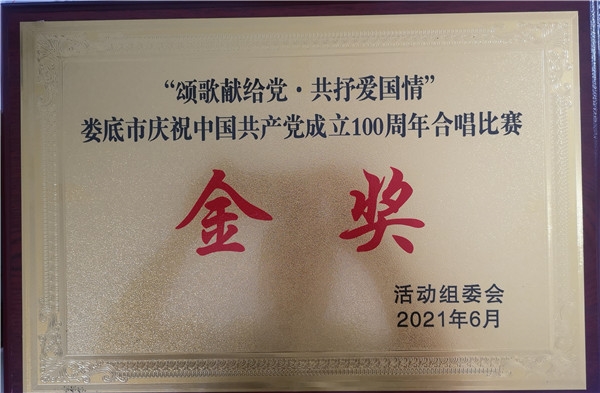 “颂歌献给党·共抒爱国情”
娄底市庆祝中国共产党成立100周年合唱比赛
金奖
活动组委会
2021年6月